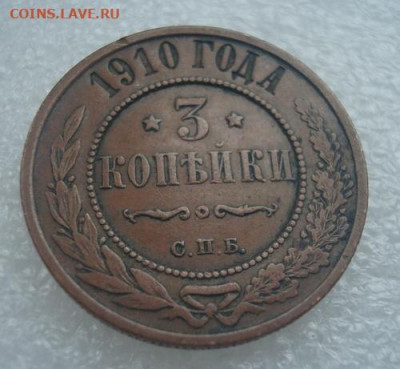 COINS.LAVE.RU
1910 ГОДА
3
КОПѢЙКИ
С.П.Б.